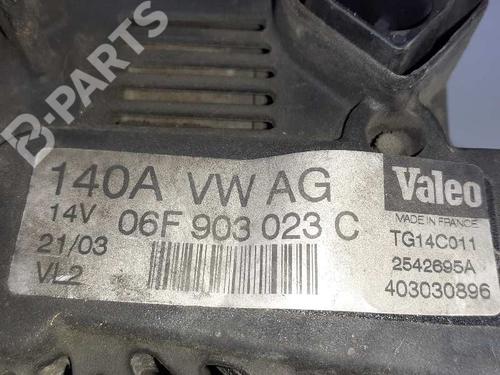 B-PARTS
140A VW AG
14V 06F 903 023 C
21/03
VL2
Valeo
MADE IN FRANCE
TG14C011
2542695A
403030896